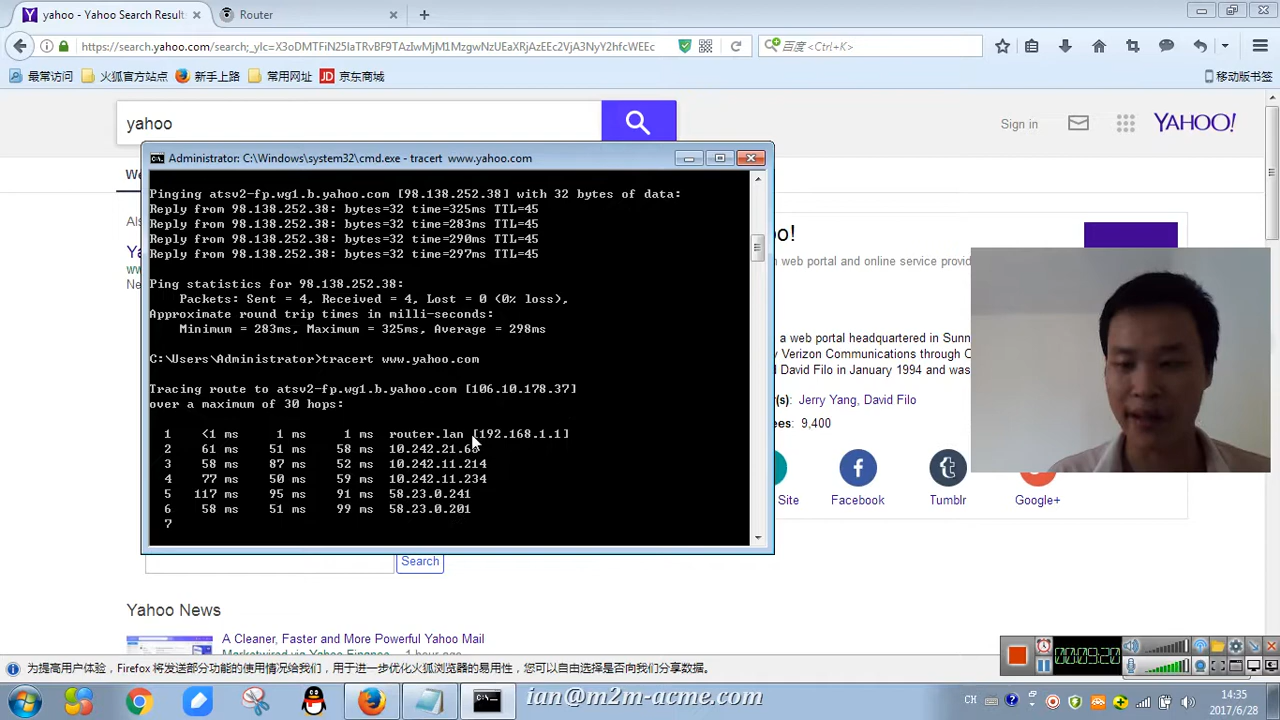 yahoo - Yahoo Search Result
Router
https://search.yahoo.com/search;_ylc=
百度 <Ctrl+K>
最常访问
火狐官方站点
新手上路
常用网址
JD 京东商城
移动版书签
yahoo
Sign in
YAHOO!
Administrator: C:\Windows\system32\cmd.exe - tracert www.yahoo.com
Pinging atsv2-fp.wg1.b.yahoo.com [98.138.252.38] with 32 bytes of data:
Reply from 98.138.252.38: bytes=32 time=325ms TTL=45
Reply from 98.138.252.38: bytes=32 time=283ms TTL=45
Reply from 98.138.252.38: bytes=32 time=290ms TTL=45
Reply from 98.138.252.38: bytes=32 time=297ms TTL=45
Ping statistics for 98.138.252.38:
Packets: Sent = 4, Received = 4, Lost = 0 (0% loss),
Approximate round trip times in milli-seconds:
Minimum = 283ms, Maximum = 325ms, Average = 298ms
C:\Users\Administrator>tracert www.yahoo.com
Tracing route to atsv2-fp.wg1.b.yahoo.com [106.10.178.37]
over a maximum of 30 hops:
1 <1 ms 1 ms 1 ms router.lan [192.168.1.1]
2 61 ms 51 ms 58 ms
3 58 ms 87 ms 52 ms 10.242.11.214
4 77 ms 50 ms 59 ms 10.242.11.234
5 117 ms 95 ms 91 ms 58.23.0.241
6 58 ms 51 ms 99 ms 58.23.0.201
7
o!
web portal and online service provid
a web portal headquartered in Sunn
y Verizon Communications through
David Filo in January 1994 and was
r(s): Jerry Yang, David Filo
ees: 9,400
Site
Facebook
Tumblr
Google+
Search
Yahoo News
A Cleaner, Faster and More Powerful Yahoo Mail
Marketwired via Yahoo Finance 1 hour ago
为提高用户体验，Firefox 将发送部分功能的使用情况给我们，用于进一步优化火狐浏览器的易用性，您可以自由选择是否向我们分享数据。
00:09:20
ian@m2m-acme.com
CH
14:35
2017/6/28